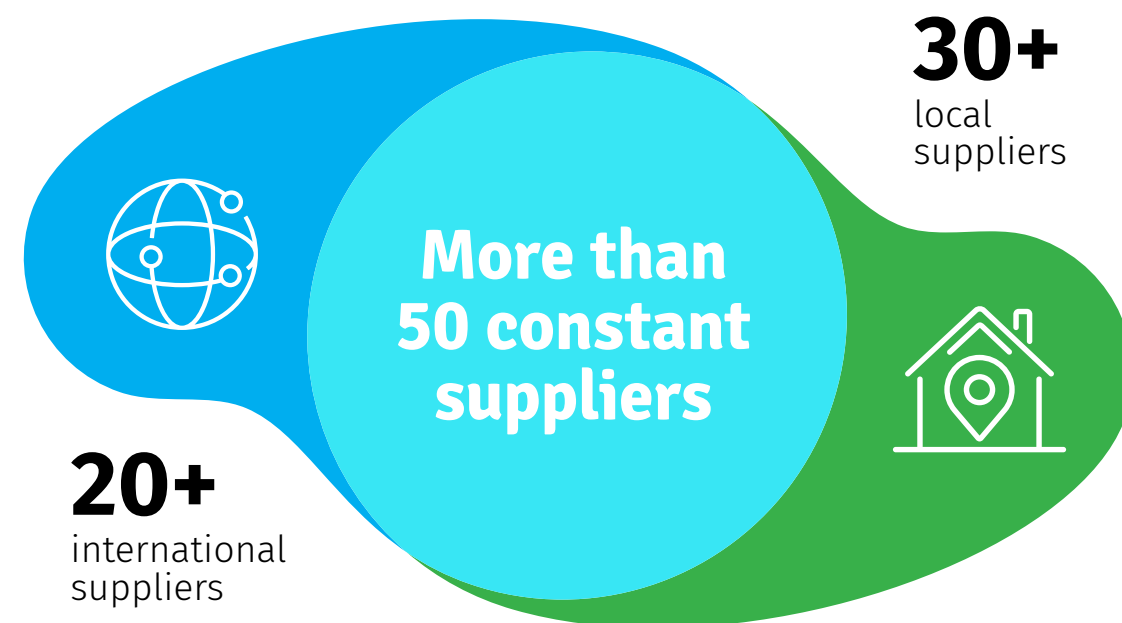 30+
local
suppliers
More than
50 constant
suppliers
20+
international
suppliers